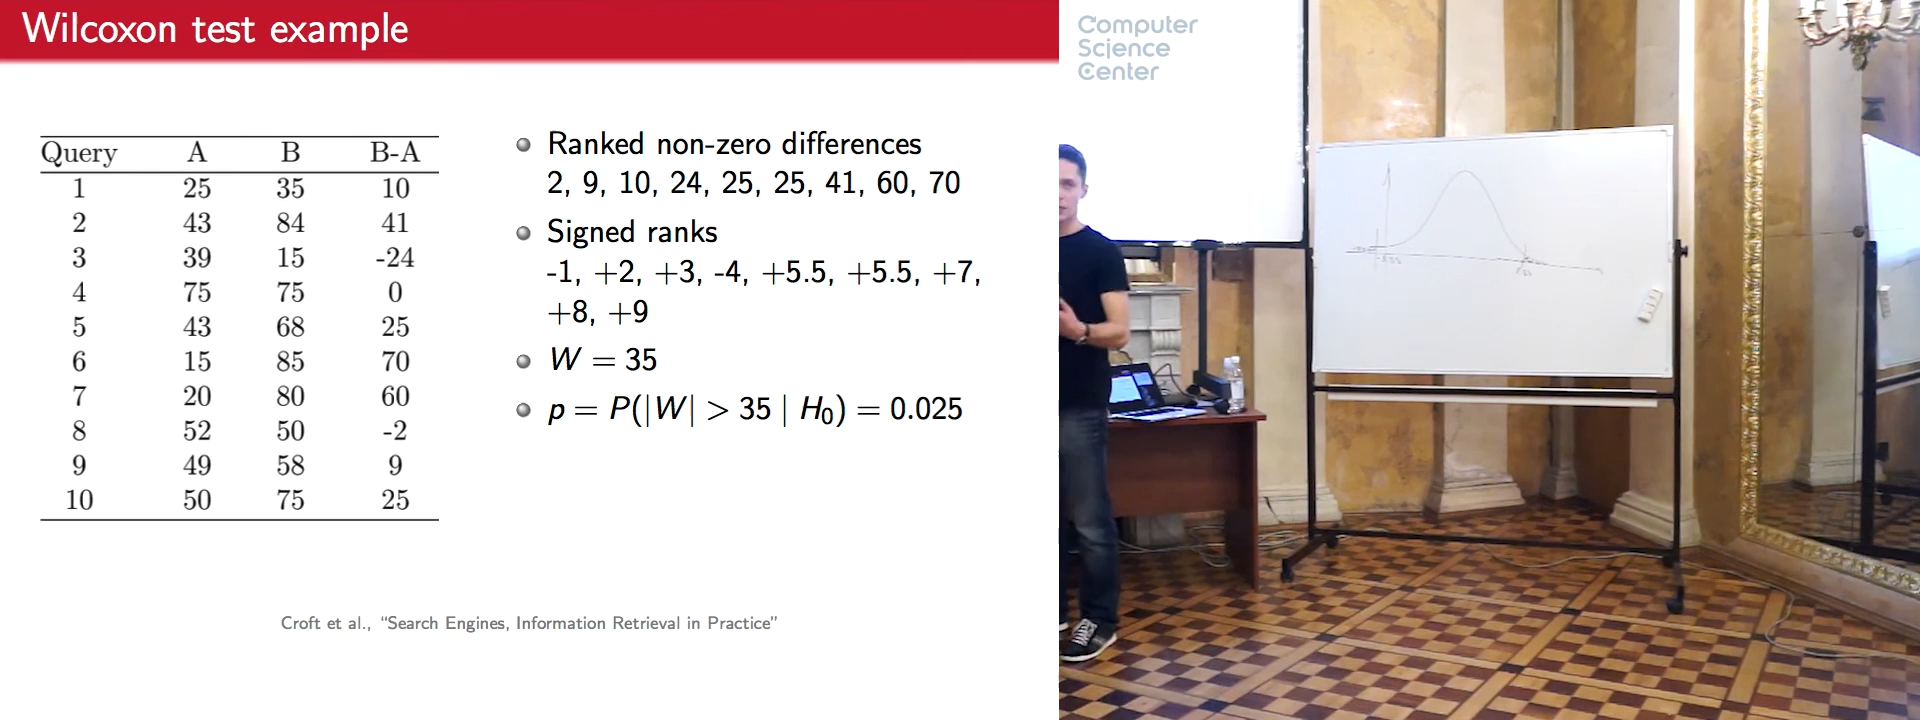 Wilcoxon test example
Query A B B-A
1 25 35 10
2 43 84 41
3 39 15 -24
4 75 75 0
5 43 68 25
6 15 85 70
7 20 80 60
8 52 50 -2
9 49 58 9
10 50 75 25
Ranked non-zero differences
2, 9, 10, 24, 25, 25, 41, 60, 70
Signed ranks
-1, +2, +3, -4, +5.5, +5.5, +7,
+8, +9
W = 35
p = P(|W| > 35 | H₀) = 0.025
Croft et al., “Search Engines, Information Retrieval in Practice”
Computer
Science
Center